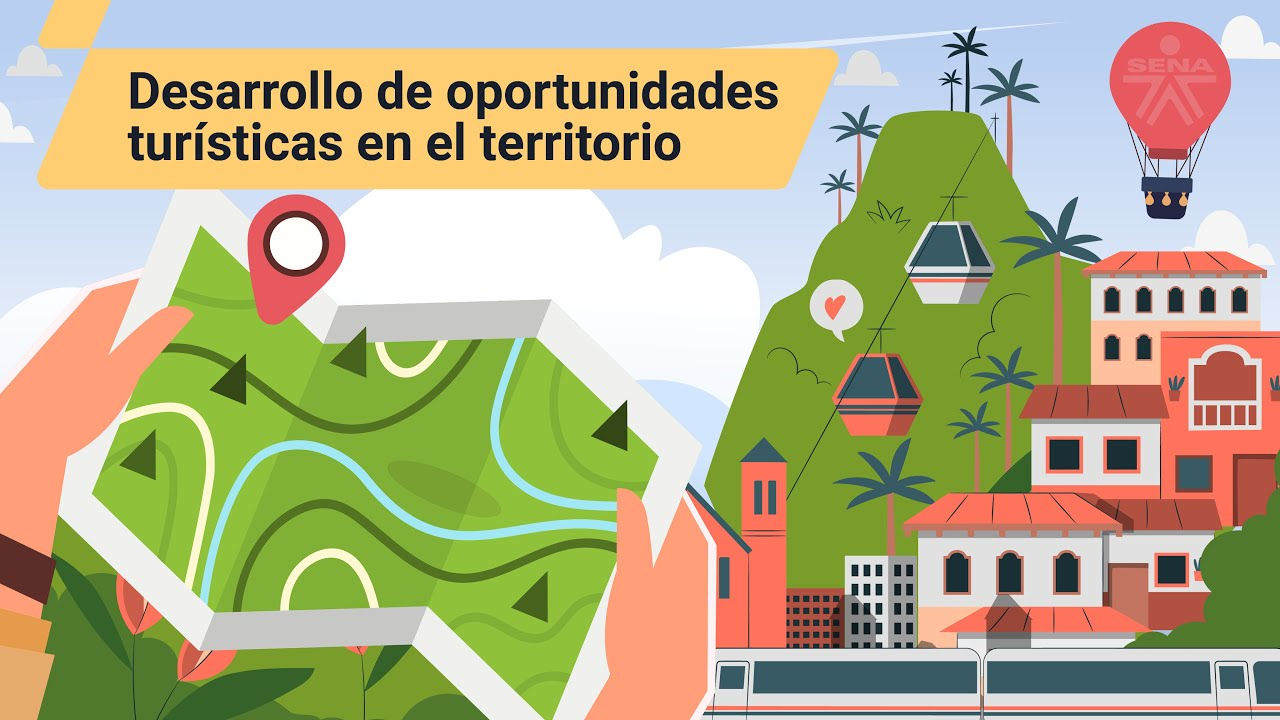 Desarrollo de oportunidades
turísticas en el territorio
SENA